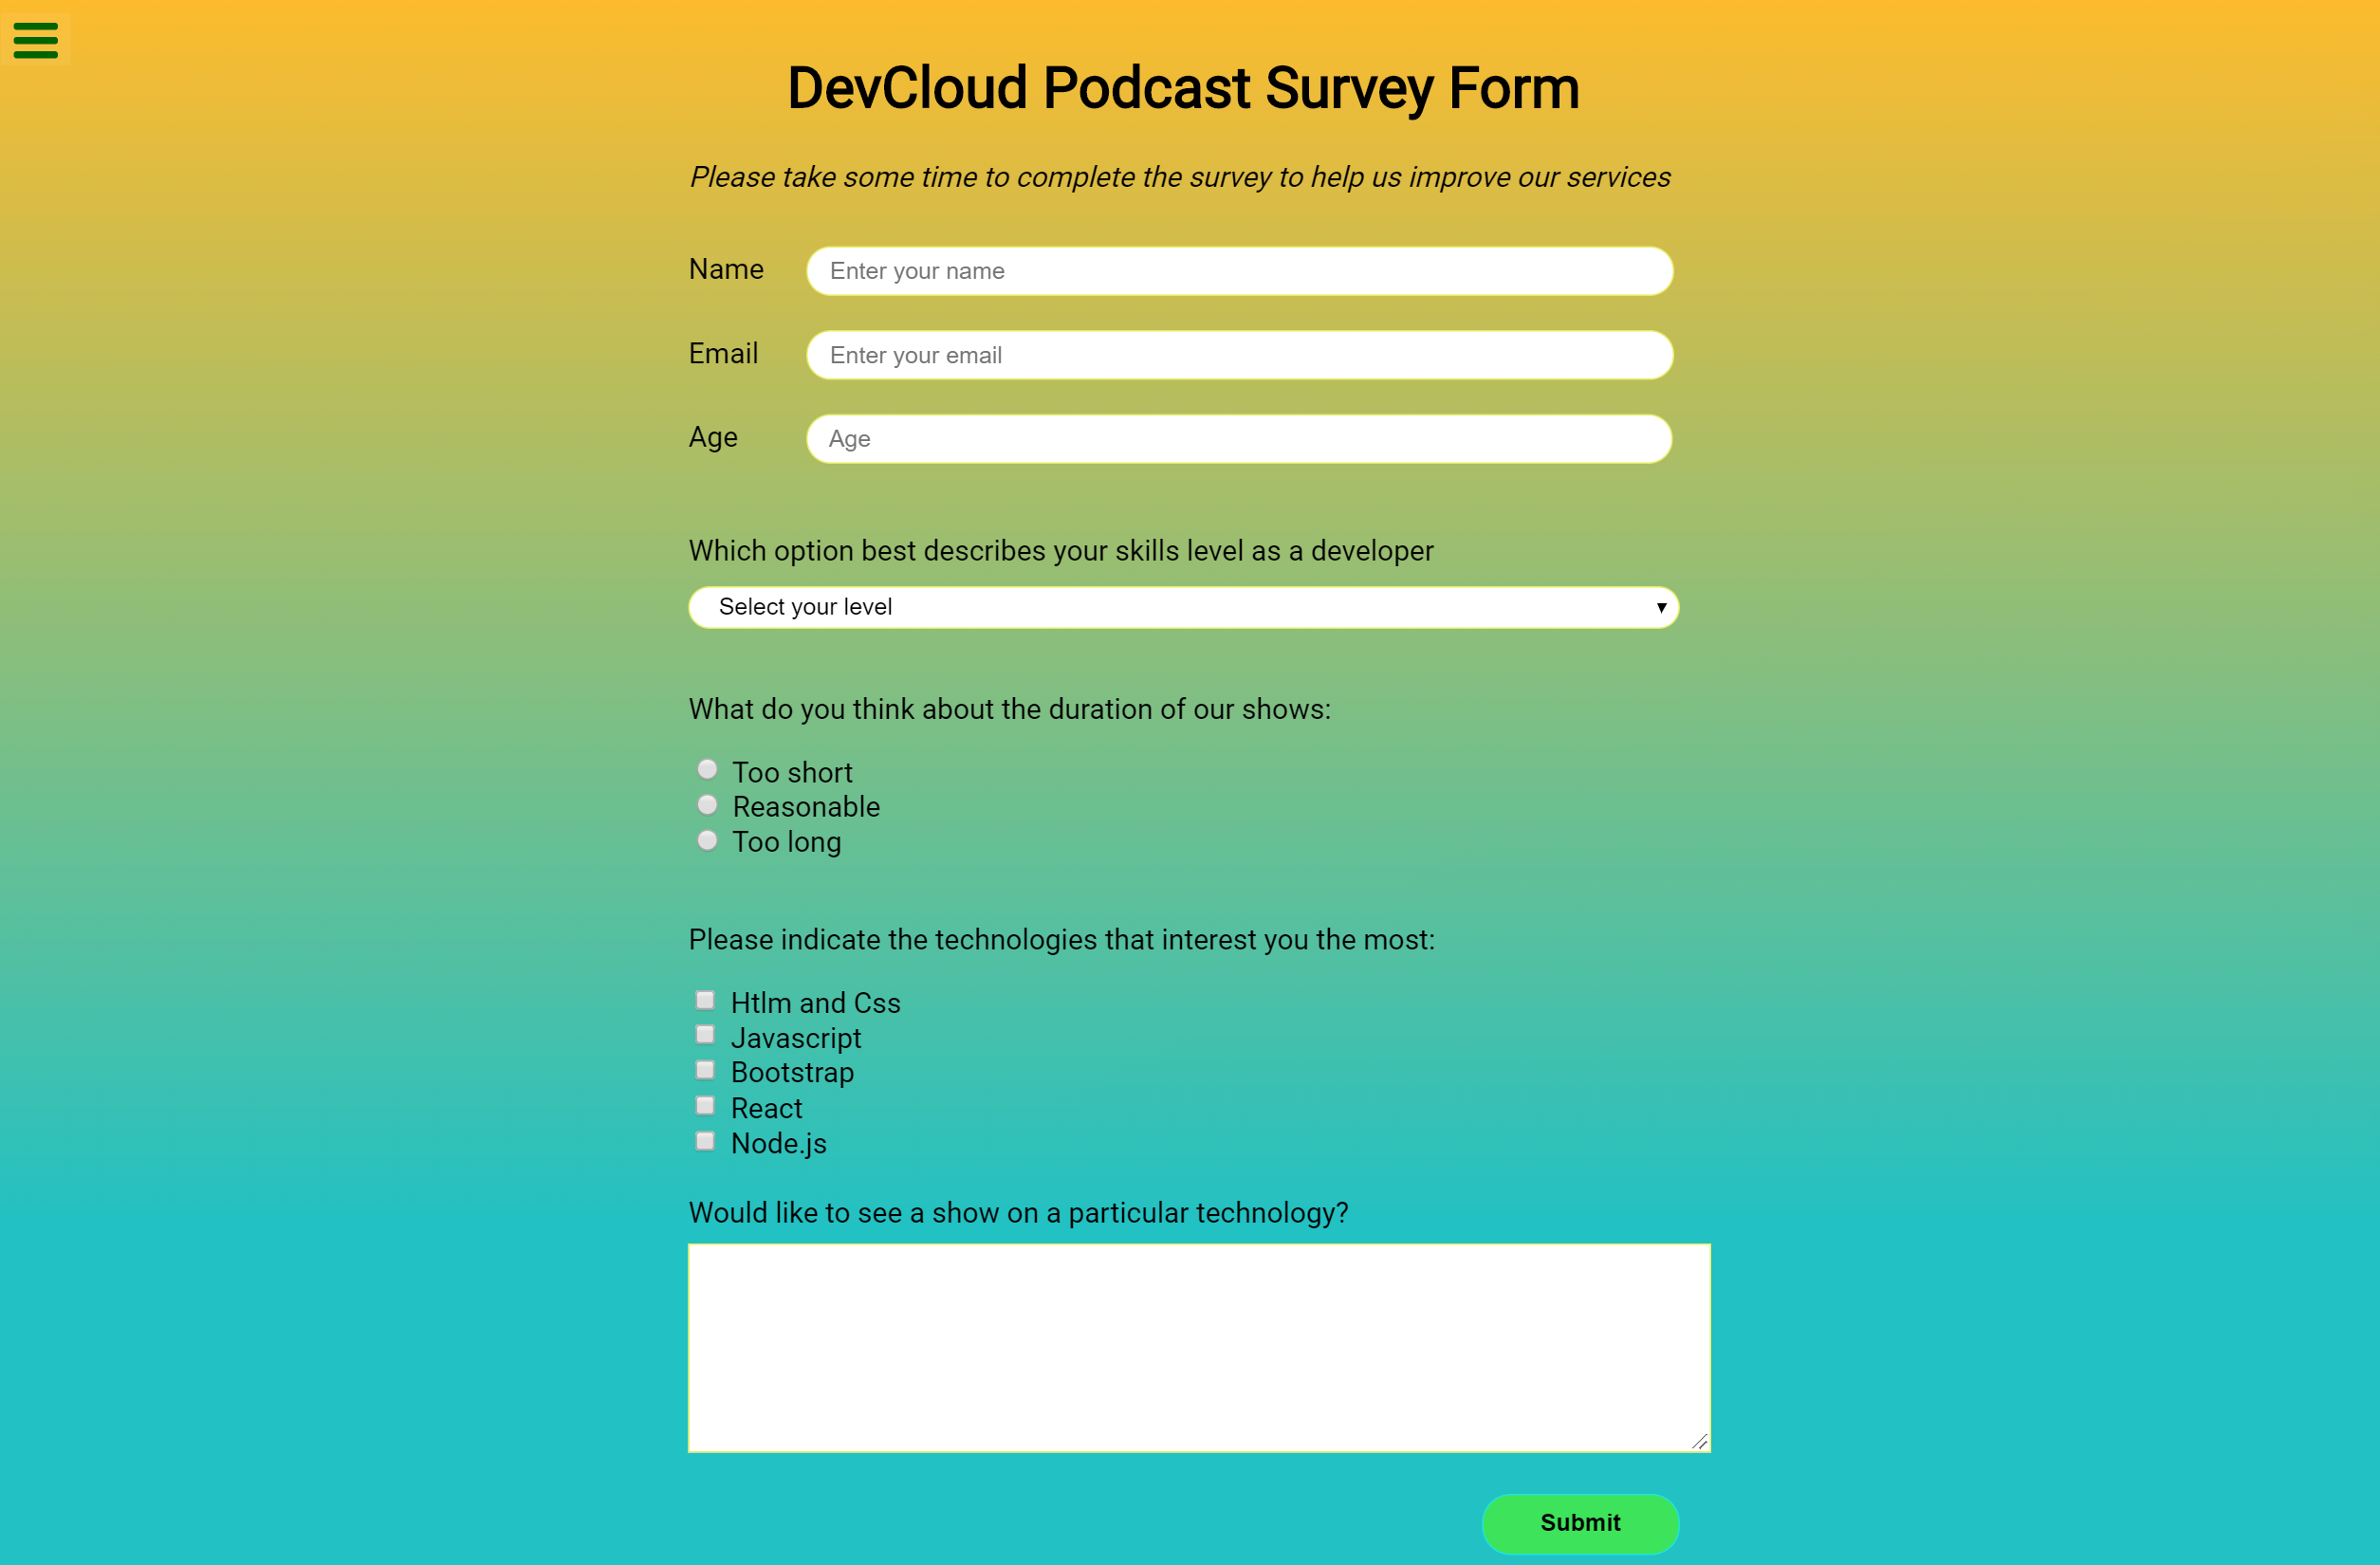 DevCloud Podcast Survey Form
Please take some time to complete the survey to help us improve our services
Name Enter your name
Email Enter your email
Age Age
Which option best describes your skills level as a developer
Select your level
What do you think about the duration of our shows:
Too short
Reasonable
Too long
Please indicate the technologies that interest you the most:
Htlm and Css
Javascript
Bootstrap
React
Node.js
Would like to see a show on a particular technology?
Submit